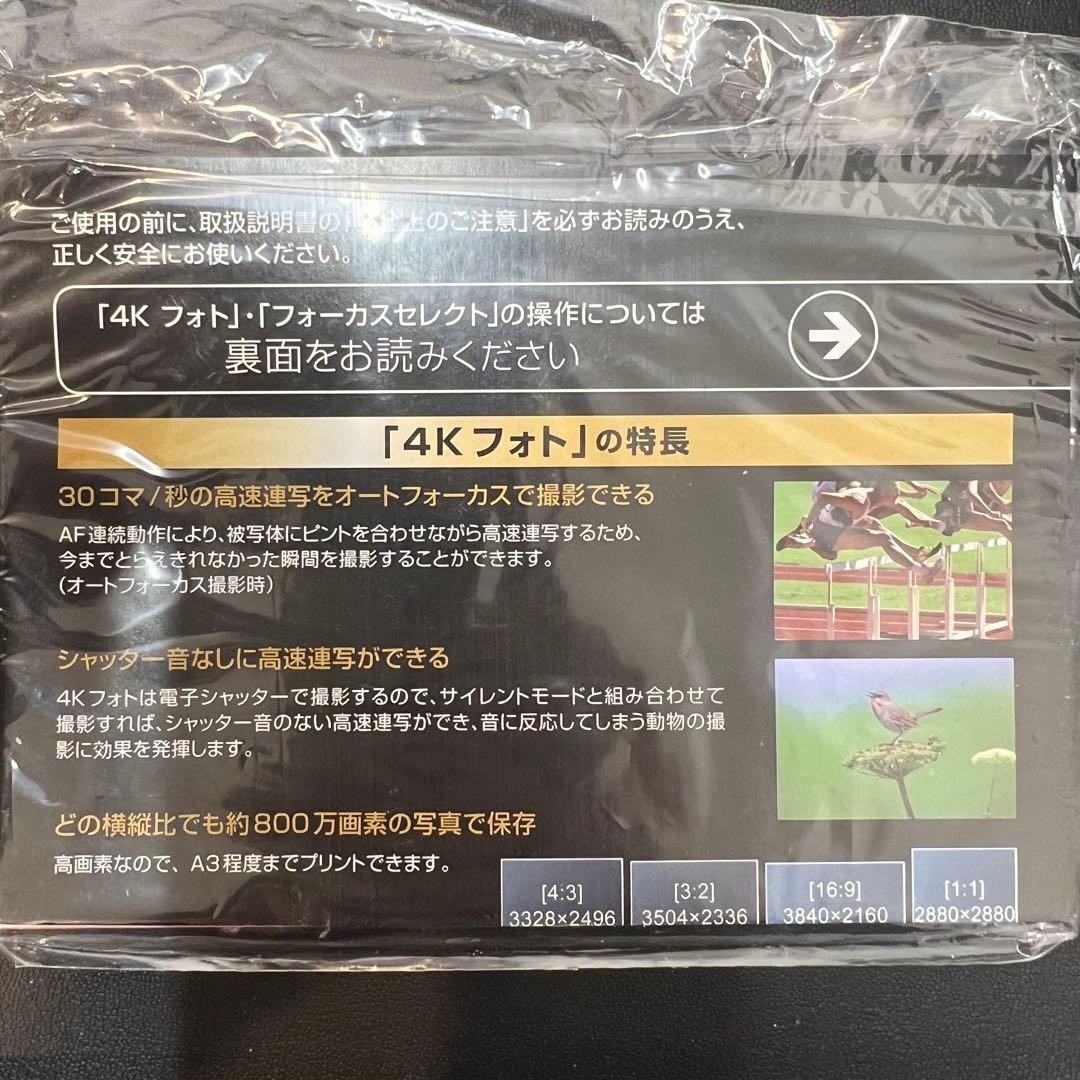 ご使用の前に、取扱説明書の「 上のご注意」を必ずお読みのうえ、
正しく安全にお使いください。
「4K フォト」・「フォーカスセレクト」の操作については
裏面をお読みください
「4K フォト」の特長
30コマ/秒の高速連写をオートフォーカスで撮影できる
AF連続動作により、被写体にピントを合わせながら高速連写するため、
今までとらえきれなかった瞬間を撮影することができます。
(オートフォーカス撮影時)
シャッター音なしに高速連写ができる
4Kフォトは電子シャッターで撮影するので、サイレントモードと組み合わせて
撮影すれば、シャッター音のない高速連写ができ、音に反応してしまう動物の撮
影に効果を発揮します。
どの横縦比でも約800万画素の写真で保存
高画素なので、A3程度までプリントできます。
[4:3]
3328×2496
[3:2]
3504×2336
[16:9]
3840×2160
[1:1]
2880×2880